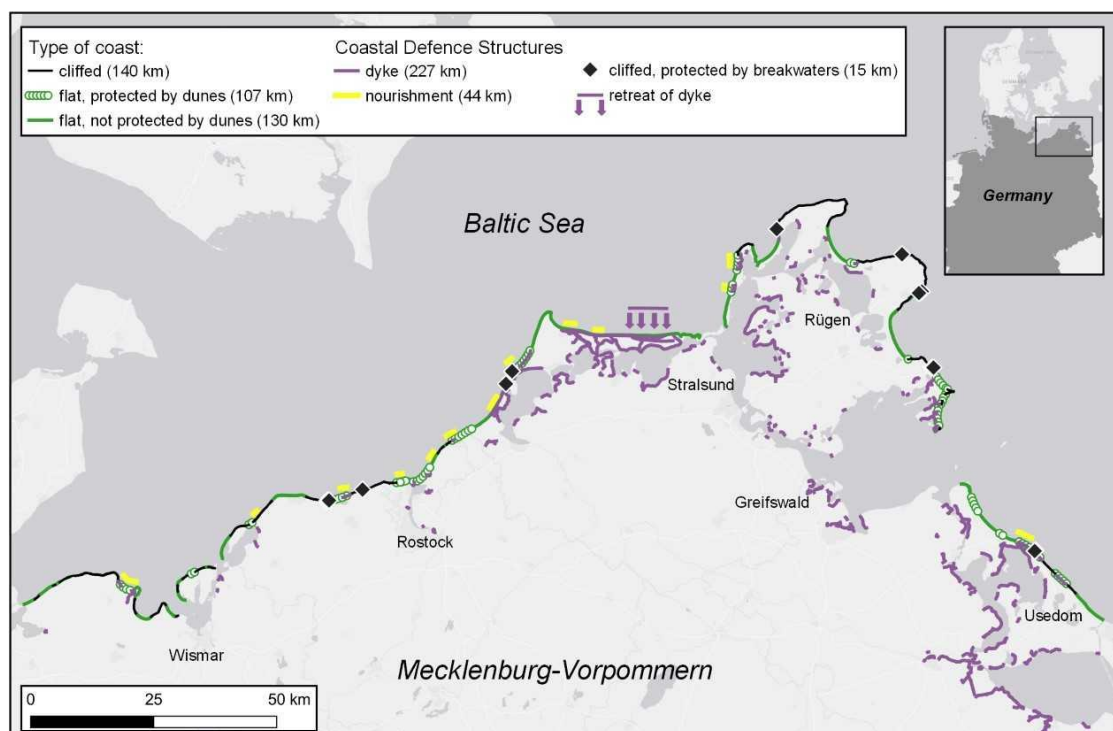 Type of coast:
cliffed (140 km)
flat, protected by dunes (107 km)
flat, not protected by dunes (130 km)
Coastal Defence Structures
dyke (227 km)
nourishment (44 km)
cliffed, protected by breakwaters (15 km)
retreat of dyke
Germany
Baltic Sea
Rügen
Stralsund
Greifswald
Rostock
Usedom
Wismar
Mecklenburg-Vorpommern
0 25 50 km